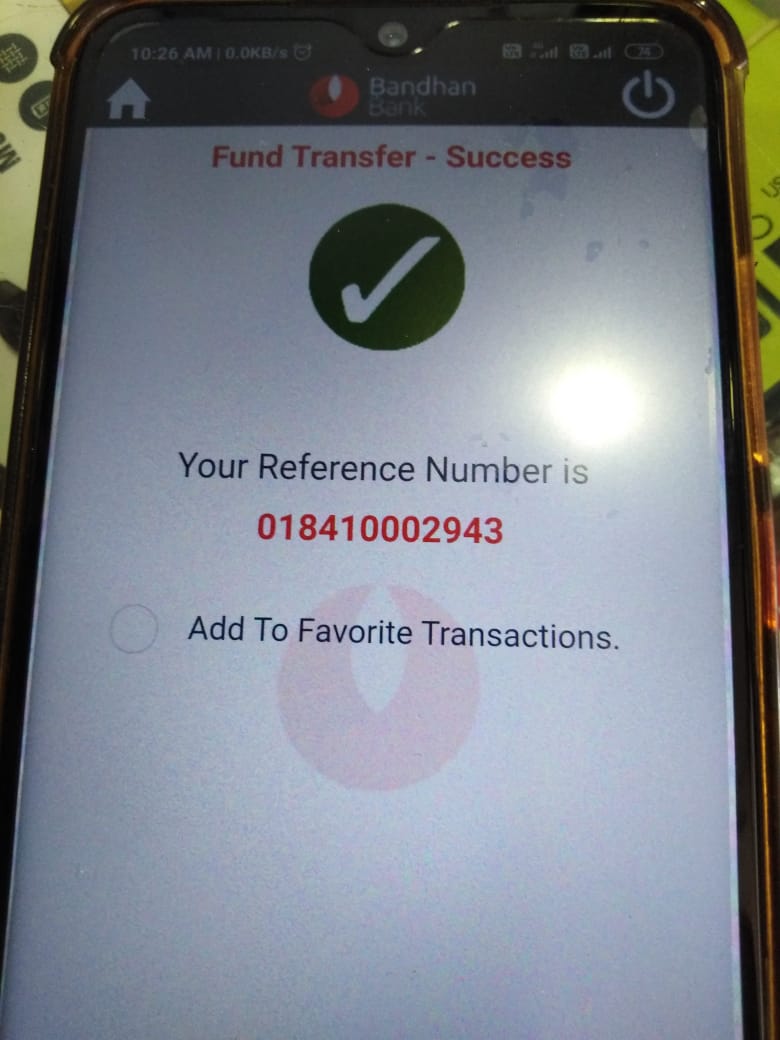 10:26 AM | 0.0KB/s
74
Bandhan
Bank
Fund Transfer - Success
Your Reference Number is
018410002943
Add To Favorite Transactions.